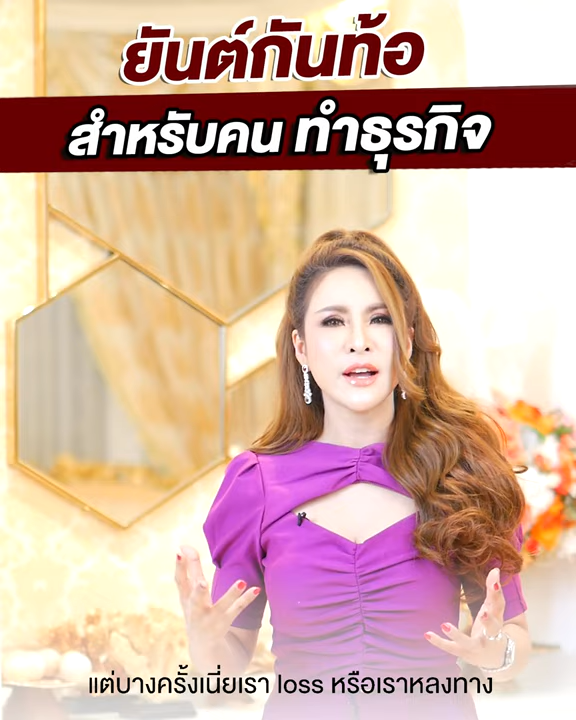 ยันต์กันท้อ
สำหรับคน ทำธุรกิจ
แต่บางครั้งเนี่ยเรา loss หรือเราหลงทาง